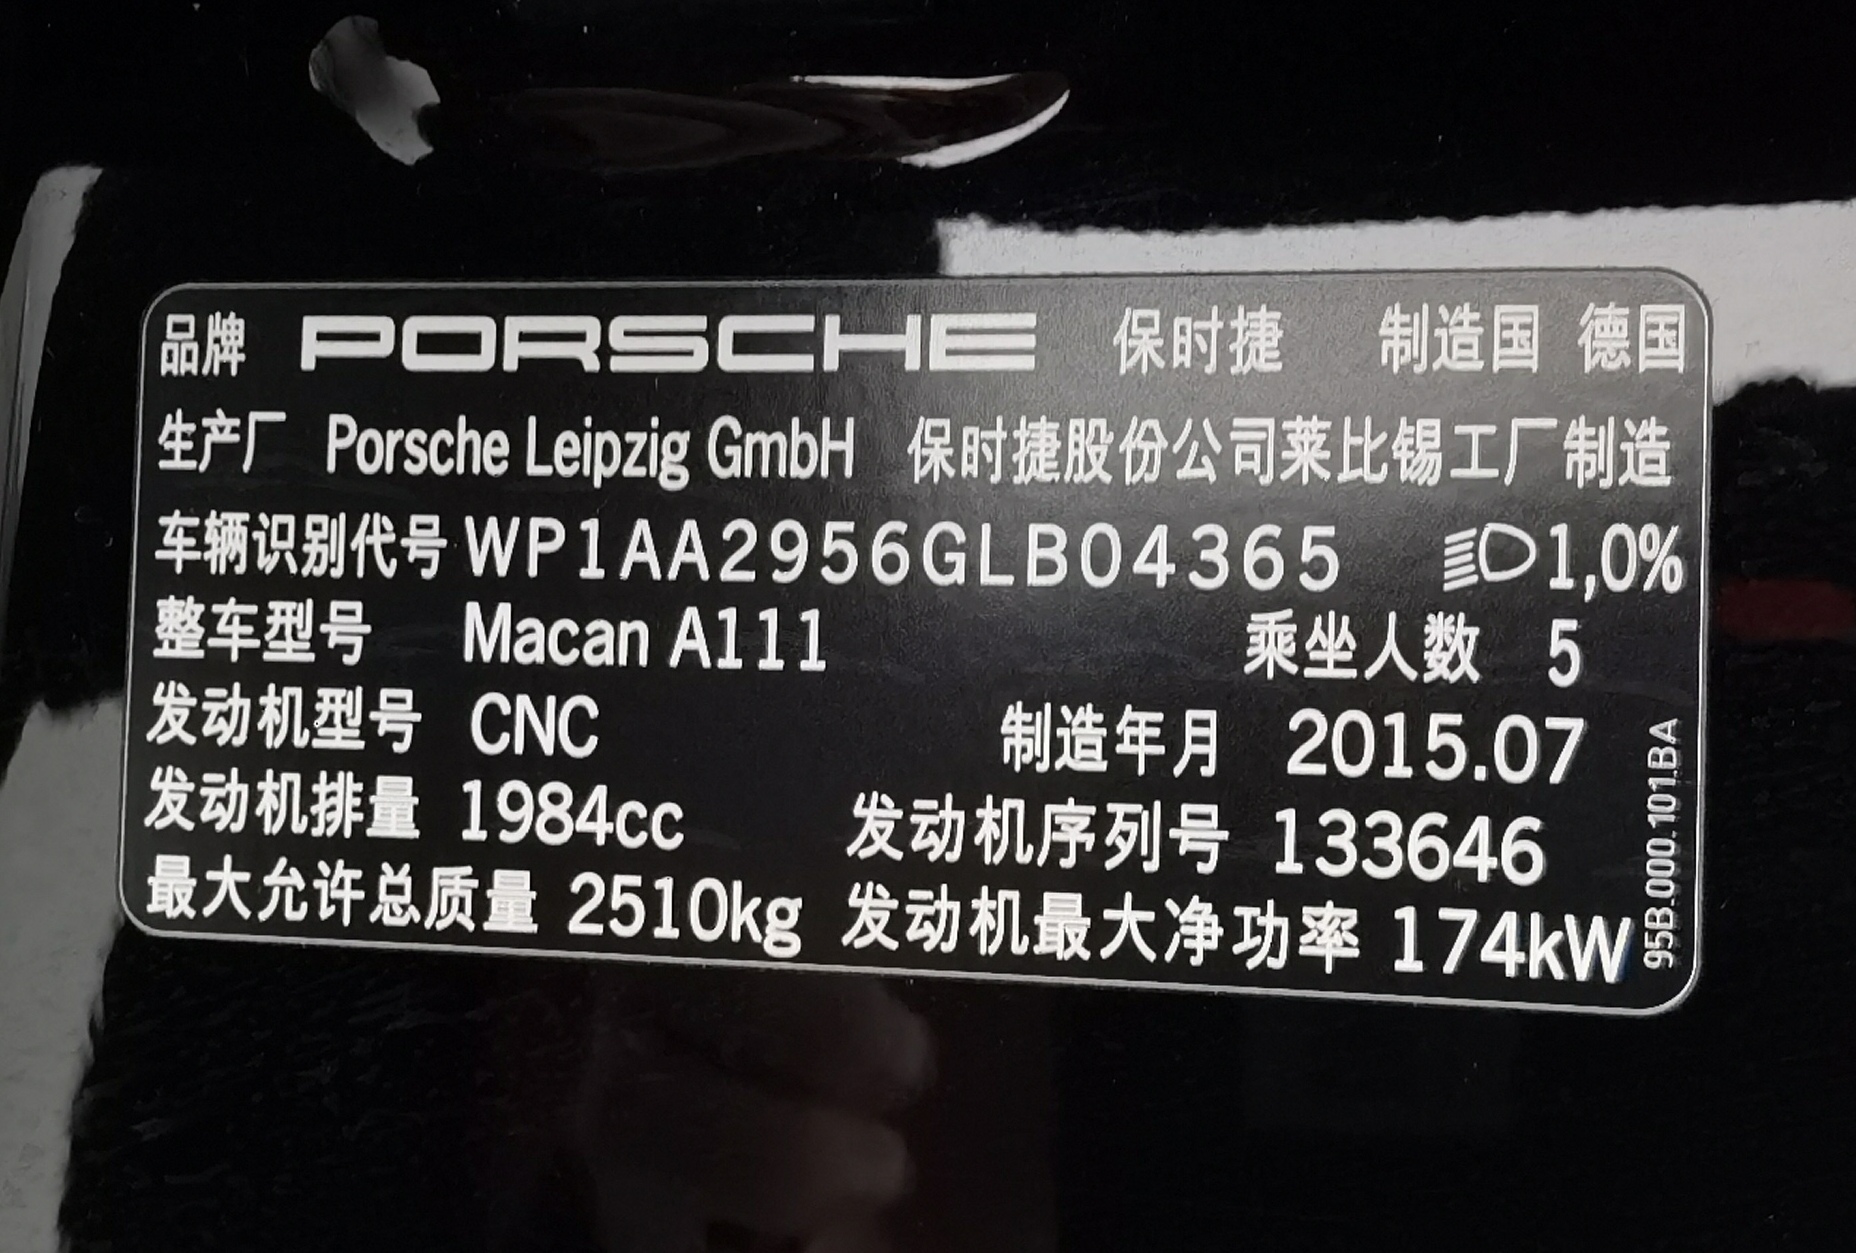 品牌 PORSCHE 保时捷 制造国 德国
生产厂 Porsche Leipzig GmbH 保时捷股份公司莱比锡工厂制造
车辆识别代号 WP1AA2956GLB04365 1,0%
整车型号 Macan A111 乘坐人数 5
发动机型号 CNC 制造年月 2015.07
发动机排量 1984cc 发动机序列号 133646
最大允许总质量 2510kg 发动机最大净功率 174kW
95B.000.101.BA